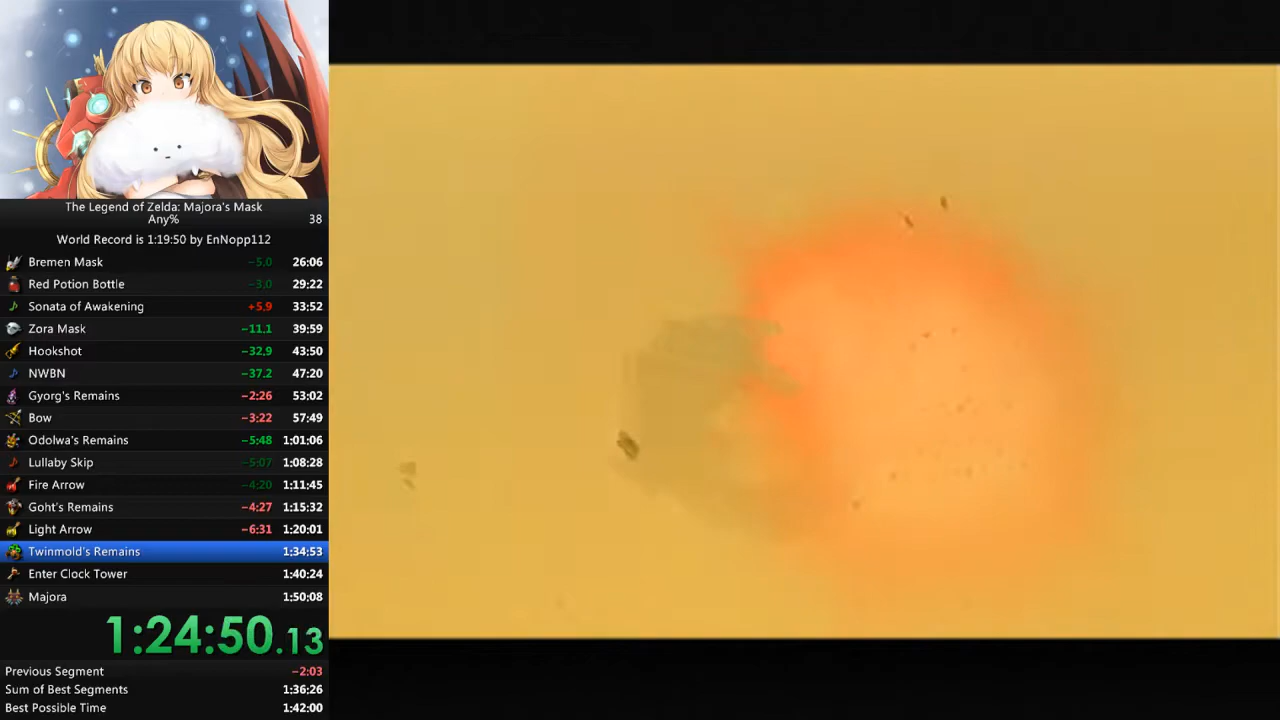 The Legend of Zelda: Majora's Mask
Any% 38
World Record is 1:19:50 by EnNopp112
Bremen Mask −5.0 26:06
Red Potion Bottle −3.0 29:22
Sonata of Awakening +5.9 33:52
Zora Mask −11.1 39:59
Hookshot −32.9 43:50
NWBN −37.2 47:20
Gyorg's Remains −2:26 53:02
Bow −3:22 57:49
Odolwa's Remains −5:48 1:01:06
Lullaby Skip −5:07 1:08:28
Fire Arrow −4:20 1:11:45
Goht's Remains −4:27 1:15:32
Light Arrow −6:31 1:20:01
Twinmold's Remains 1:34:53
Enter Clock Tower 1:40:24
Majora 1:50:08
1:24:50.13
Previous Segment −2:03
Sum of Best Segments 1:36:26
Best Possible Time 1:42:00